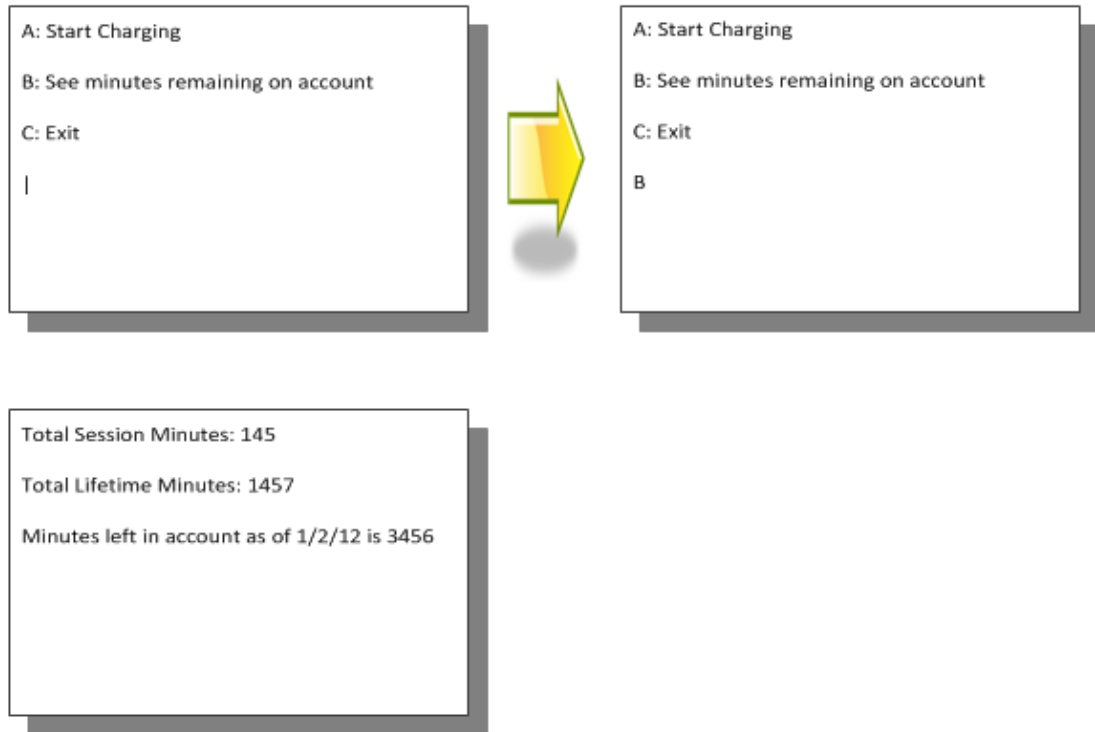 A: Start Charging
B: See minutes remaining on account
C: Exit
|
A: Start Charging
B: See minutes remaining on account
C: Exit
B
Total Session Minutes: 145
Total Lifetime Minutes: 1457
Minutes left in account as of 1/2/12 is 3456